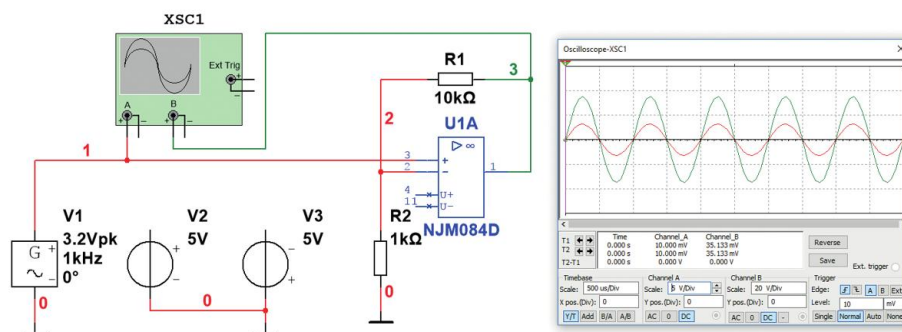 XSC1
Ext Trig
A
B
R1
3
10kΩ
2
U1A
1
3
2
4
11
U+
U-
1
NJM084D
V1
G
3.2Vpk
1kHz
0°
V2
5V
V3
5V
R2
1kΩ
0
0
0
Oscilloscope-XSC1
T1
T2
T2-T1
Time Channel_A Channel_B
0.000 s 10.000 mV 35.133 mV
0.000 s 10.000 mV 35.133 mV
0.000 s 0.000 V 0.000 V
Reverse
Save
Ext. trigger
Timebase
Scale: 500 us/Div
X pos.(Div): 0
Y/T Add B/A A/B
Channel A
Scale: 5 V/Div
Y pos.(Div): 0
AC 0 DC
Channel B
Scale: 20 V/Div
Y pos.(Div): 0
AC 0 DC -
Trigger
Edge: A B Ext
Level: 10 mV
Single Normal Auto None